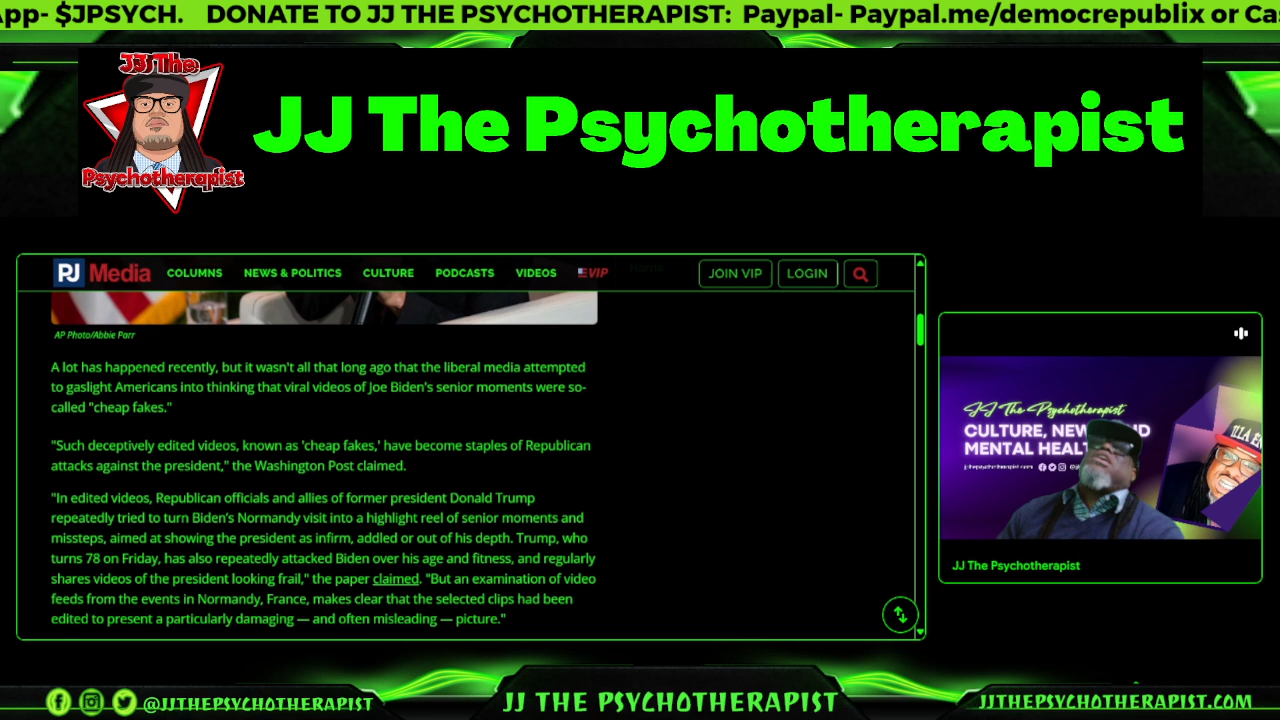 App- $JPSYCH. DONATE TO JJ THE PSYCHOTHERAPIST: Paypal- Paypal.me/democrepublix or Ca
JJ The
Psychotherapist
JJ The Psychotherapist
PJ Media COLUMNS NEWS & POLITICS CULTURE PODCASTS VIDEOS VIP JOIN VIP LOGIN
AP Photo/Abbie Parr
A lot has happened recently, but it wasn't all that long ago that the liberal media attempted
to gaslight Americans into thinking that viral videos of Joe Biden's senior moments were so-
called "cheap fakes."
"Such deceptively edited videos, known as 'cheap fakes,' have become staples of Republican
attacks against the president," the Washington Post claimed.
"In edited videos, Republican officials and allies of former president Donald Trump
repeatedly tried to turn Biden's Normandy visit into a highlight reel of senior moments and
missteps, aimed at showing the president as infirm, addled or out of his depth. Trump, who
turns 78 on Friday, has also repeatedly attacked Biden over his age and fitness, and regularly
shares videos of the president looking frail," the paper claimed. "But an examination of video
feeds from the events in Normandy, France, makes clear that the selected clips had been
edited to present a particularly damaging — and often misleading — picture."
JJ The Psychotherapist
CULTURE, NEW ND
MENTAL HEALT
jjthepsychotherapist.com
ILLA EN
JJ The Psychotherapist
@JJTHEPSYCHOTHERAPIST
JJ THE PSYCHOTHERAPIST
JJTHEPSYCHOTHERAPIST.COM